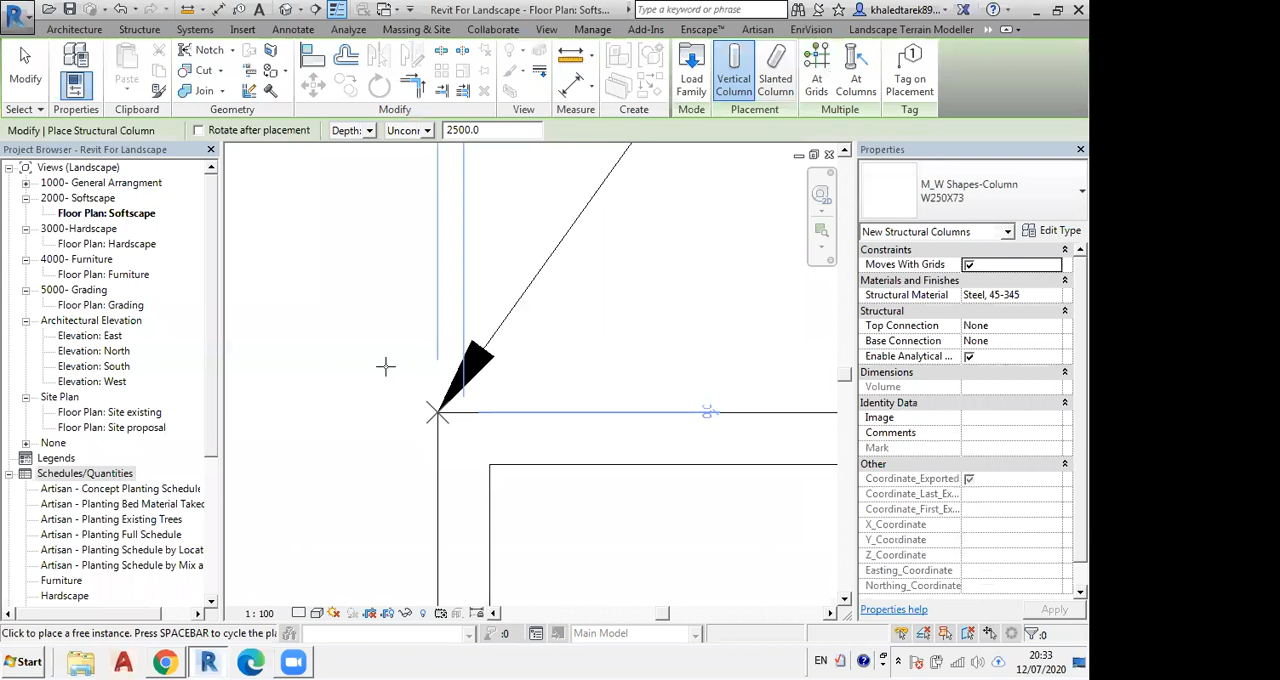 Revit For Landscape - Floor Plan: Softs...
Type a keyword or phrase
khaledtarek89...
Architecture Structure Systems Insert Annotate Analyze Massing & Site Collaborate View Manage Add-Ins Enscape™ Artisan EnVision Landscape Terrain Modeller
Modify
Paste
Notch
Cut
Join
Load Family
Vertical Column
Slanted Column
At Grids
At Columns
Tag on Placement
Select Properties Clipboard Geometry Modify View Measure Create Mode Placement Multiple Tag
Modify | Place Structural Column Rotate after placement Depth: Unconr 2500.0
Project Browser - Revit For Landscape
Views (Landscape)
1000- General Arrangment
2000- Softscape
Floor Plan: Softscape
3000-Hardscape
Floor Plan: Hardscape
4000- Furniture
Floor Plan: Furniture
5000- Grading
Floor Plan: Grading
Architectural Elevation
Elevation: East
Elevation: North
Elevation: South
Elevation: West
Site Plan
Floor Plan: Site existing
Floor Plan: Site proposal
None
Legends
Schedules/Quantities
Artisan - Concept Planting Schedule
Artisan - Planting Bed Material Takeo
Artisan - Planting Existing Trees
Artisan - Planting Full Schedule
Artisan - Planting Schedule by Locat
Artisan - Planting Schedule by Mix a
Furniture
Hardscape
2D
1 : 100
Properties
M_W Shapes-Column
W250X73
New Structural Columns Edit Type
Constraints
Moves With Grids
Materials and Finishes
Structural Material Steel, 45-345
Structural
Top Connection None
Base Connection None
Enable Analytical ...
Dimensions
Volume
Identity Data
Image
Comments
Mark
Other
Coordinate_Exported
Coordinate_Last_Ex...
Coordinate_First_Ex...
X_Coordinate
Y_Coordinate
Z_Coordinate
Easting_Coordinate
Northing_Coordinate
Properties help Apply
Click to place a free instance. Press SPACEBAR to cycle the pla :0 Main Model :0
Start
EN
20:33
12/07/2020